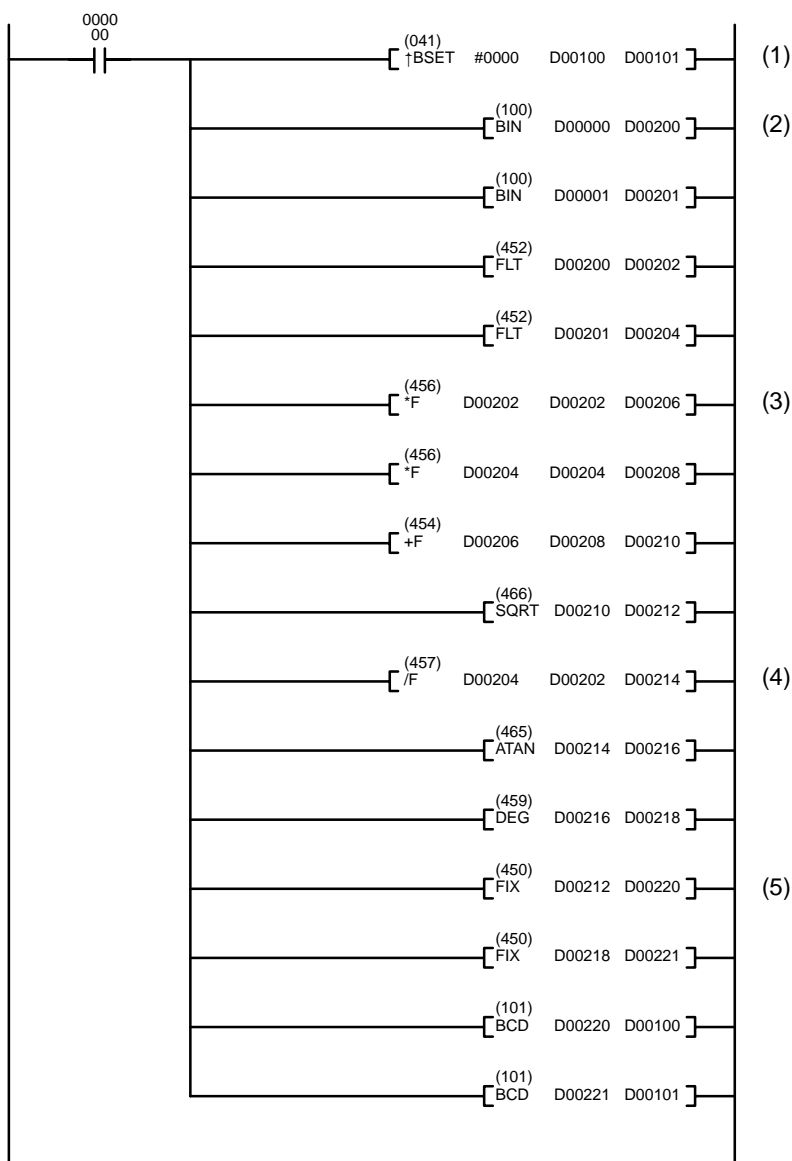 0000
00
(041)
↑BSET #0000 D00100 D00101 (1)
(100)
BIN D00000 D00200 (2)
(100)
BIN D00001 D00201
(452)
FLT D00200 D00202
(452)
FLT D00201 D00204
(456)
*F D00202 D00202 D00206 (3)
(456)
*F D00204 D00204 D00208
(454)
+F D00206 D00208 D00210
(466)
SQRT D00210 D00212
(457)
/F D00204 D00202 D00214 (4)
(465)
ATAN D00214 D00216
(459)
DEG D00216 D00218
(450)
FIX D00212 D00220 (5)
(450)
FIX D00218 D00221
(101)
BCD D00220 D00100
(101)
BCD D00221 D00101